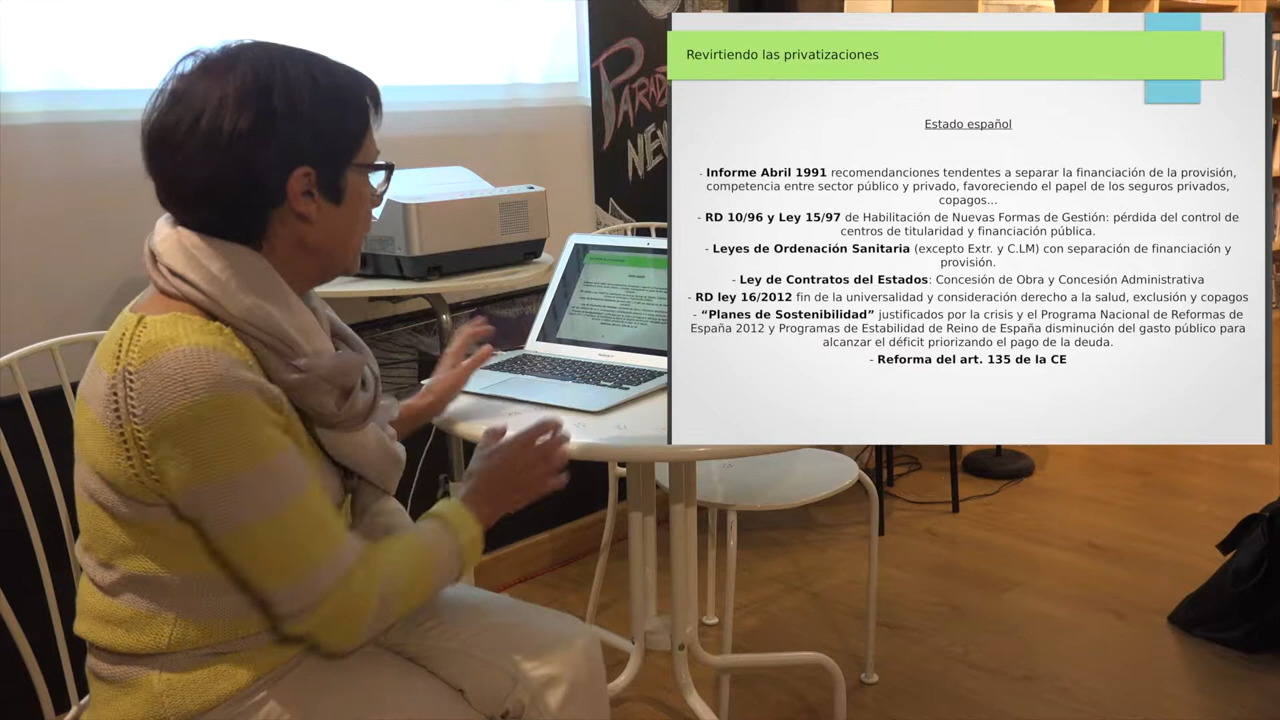 Revirtiendo las privatizaciones
Estado español
- Informe Abril 1991 recomendanciones tendentes a separar la financiación de la provisión,
competencia entre sector público y privado, favoreciendo el papel de los seguros privados,
copagos...
- RD 10/96 y Ley 15/97 de Habilitación de Nuevas Formas de Gestión: pérdida del control de
centros de titularidad y financiación pública.
- Leyes de Ordenación Sanitaria (excepto Extr. y C.LM) con separación de financiación y
provisión.
- Ley de Contratos del Estados: Concesión de Obra y Concesión Administrativa
- RD ley 16/2012 fin de la universalidad y consideración derecho a la salud, exclusión y copagos
- “Planes de Sostenibilidad” justificados por la crisis y el Programa Nacional de Reformas de
España 2012 y Programas de Estabilidad de Reino de España disminución del gasto público para
alcanzar el déficit priorizando el pago de la deuda.
- Reforma del art. 135 de la CE
PARAD
NEW